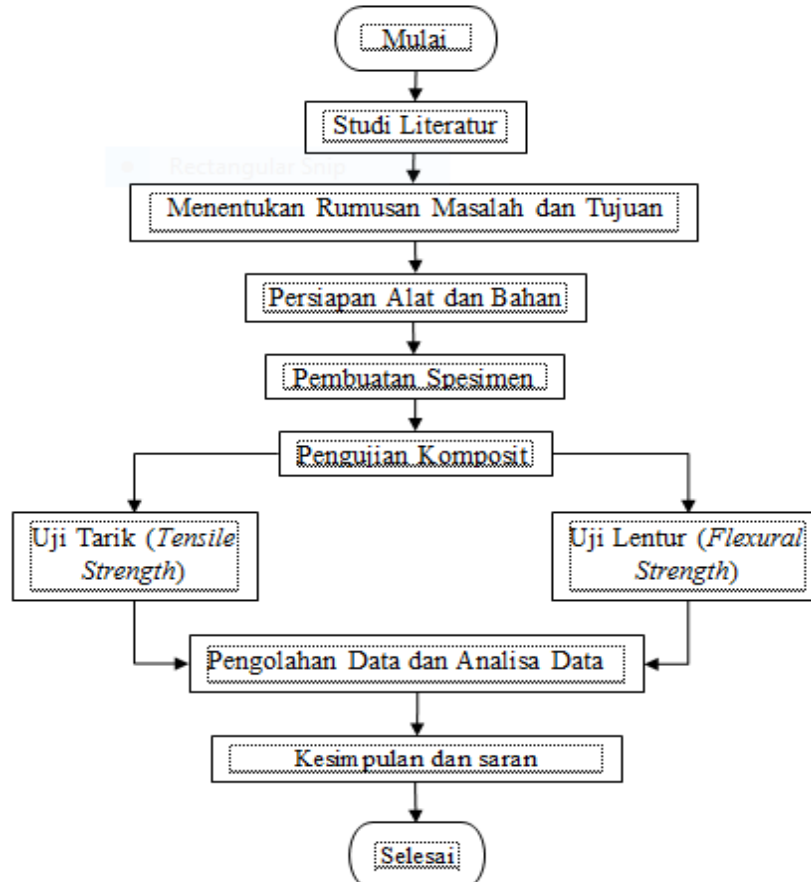 Mulai
Studi Literatur
Rectangular Snip
Menentukan Rumusan Masalah dan Tujuan
Persiapan Alat dan Bahan
Pembuatan Spesimen
Pengujian Komposit
Uji Tarik (Tensile
Strength)
Uji Lentur (Flexural
Strength)
Pengolahan Data dan Analisa Data
Kesimpulan dan saran
Selesai